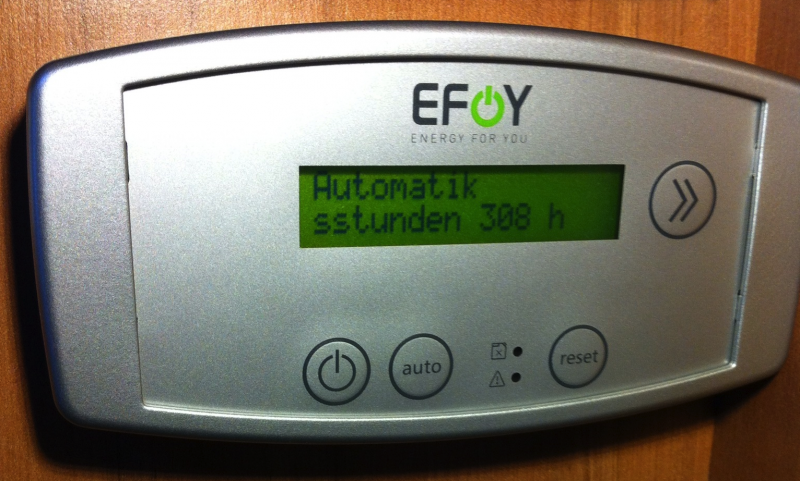 EFOY
ENERGY FOR YOU
Automatik
sstunden 308 h
auto
reset